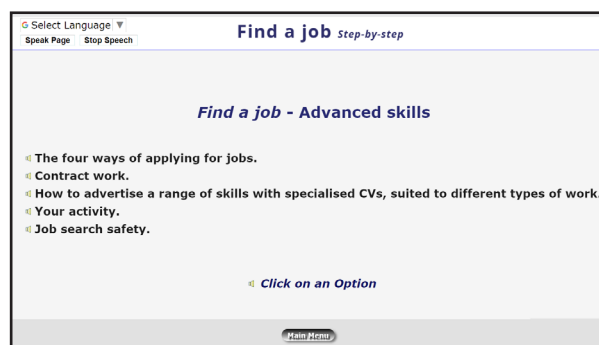 G Select Language ▼
Find a job Step-by-step
Speak Page Stop Speech
Find a job - Advanced skills
The four ways of applying for jobs.
Contract work.
How to advertise a range of skills with specialised CVs, suited to different types of work.
Your activity.
Job search safety.
Click on an Option
Main Menu